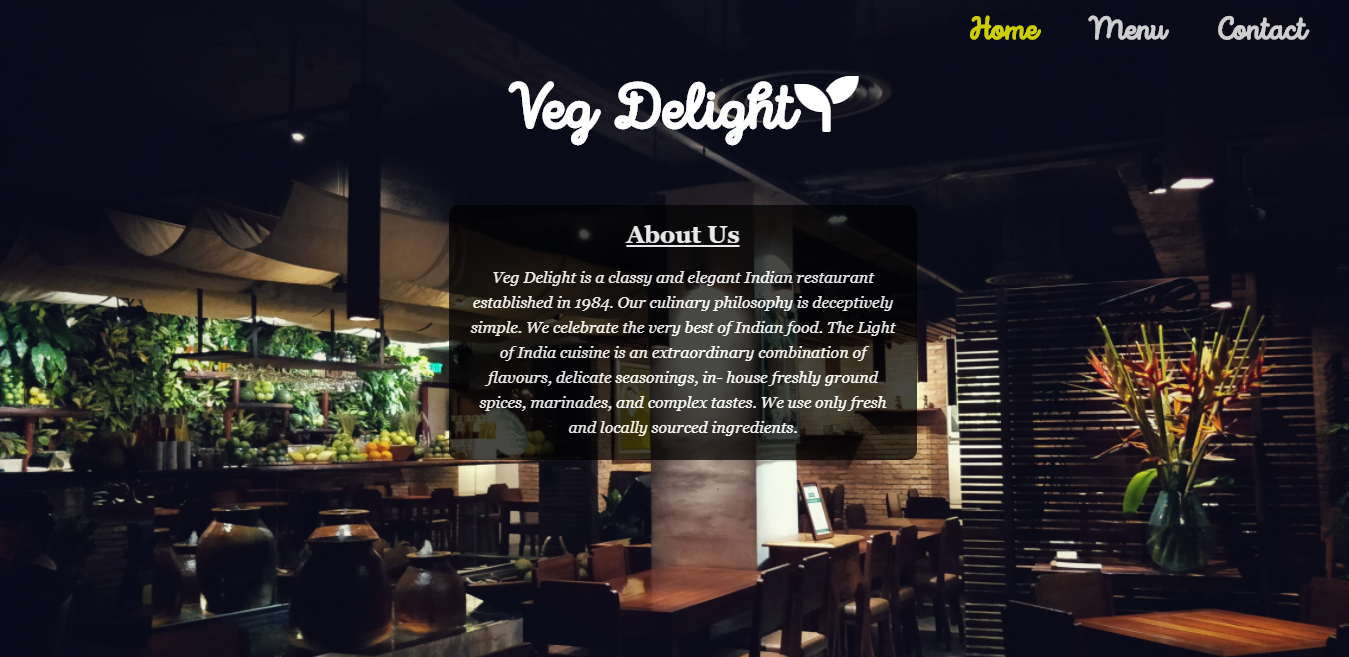 Home Menu Contact
Veg Delight
About Us
Veg Delight is a classy and elegant Indian restaurant
established in 1984. Our culinary philosophy is deceptively
simple. We celebrate the very best of Indian food. The Light
of India cuisine is an extraordinary combination of
flavours, delicate seasonings, in- house freshly ground
spices, marinades, and complex tastes. We use only fresh
and locally sourced ingredients.